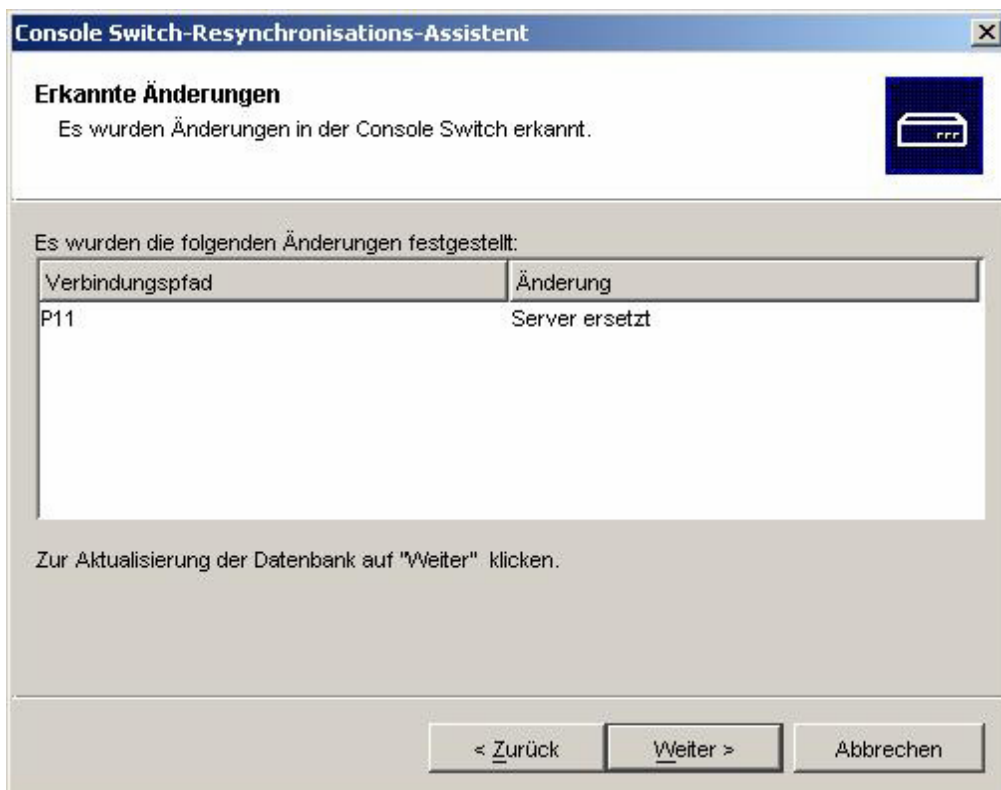 Console Switch-Resynchronisations-Assistent
Erkannte Änderungen
Es wurden Änderungen in der Console Switch erkannt.
Es wurden die folgenden Änderungen festgestellt:
Verbindungspfad Änderung
P11 Server ersetzt
Zur Aktualisierung der Datenbank auf "Weiter" klicken.
< Zurück Weiter > Abbrechen